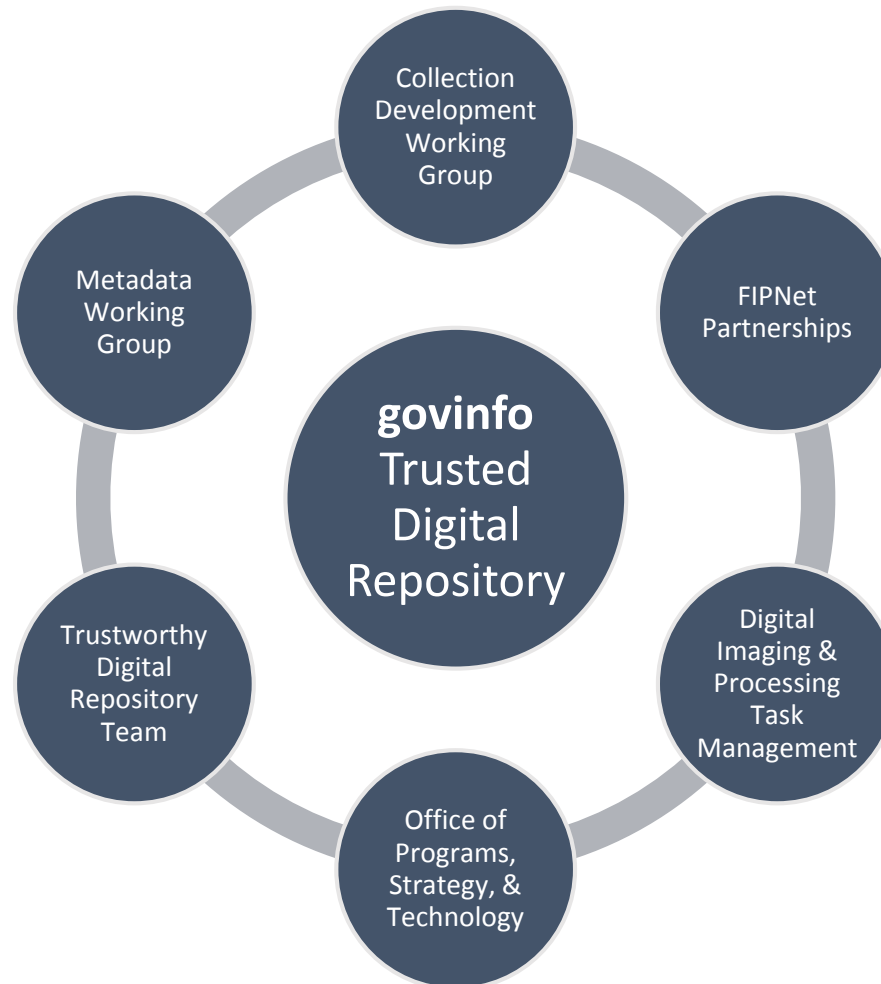 Collection
Development
Working
Group
FIPNet
Partnerships
Digital
Imaging &
Processing
Task
Management
Office of
Programs,
Strategy, &
Technology
Trustworthy
Digital
Repository
Team
Metadata
Working
Group
govinfo
Trusted
Digital
Repository